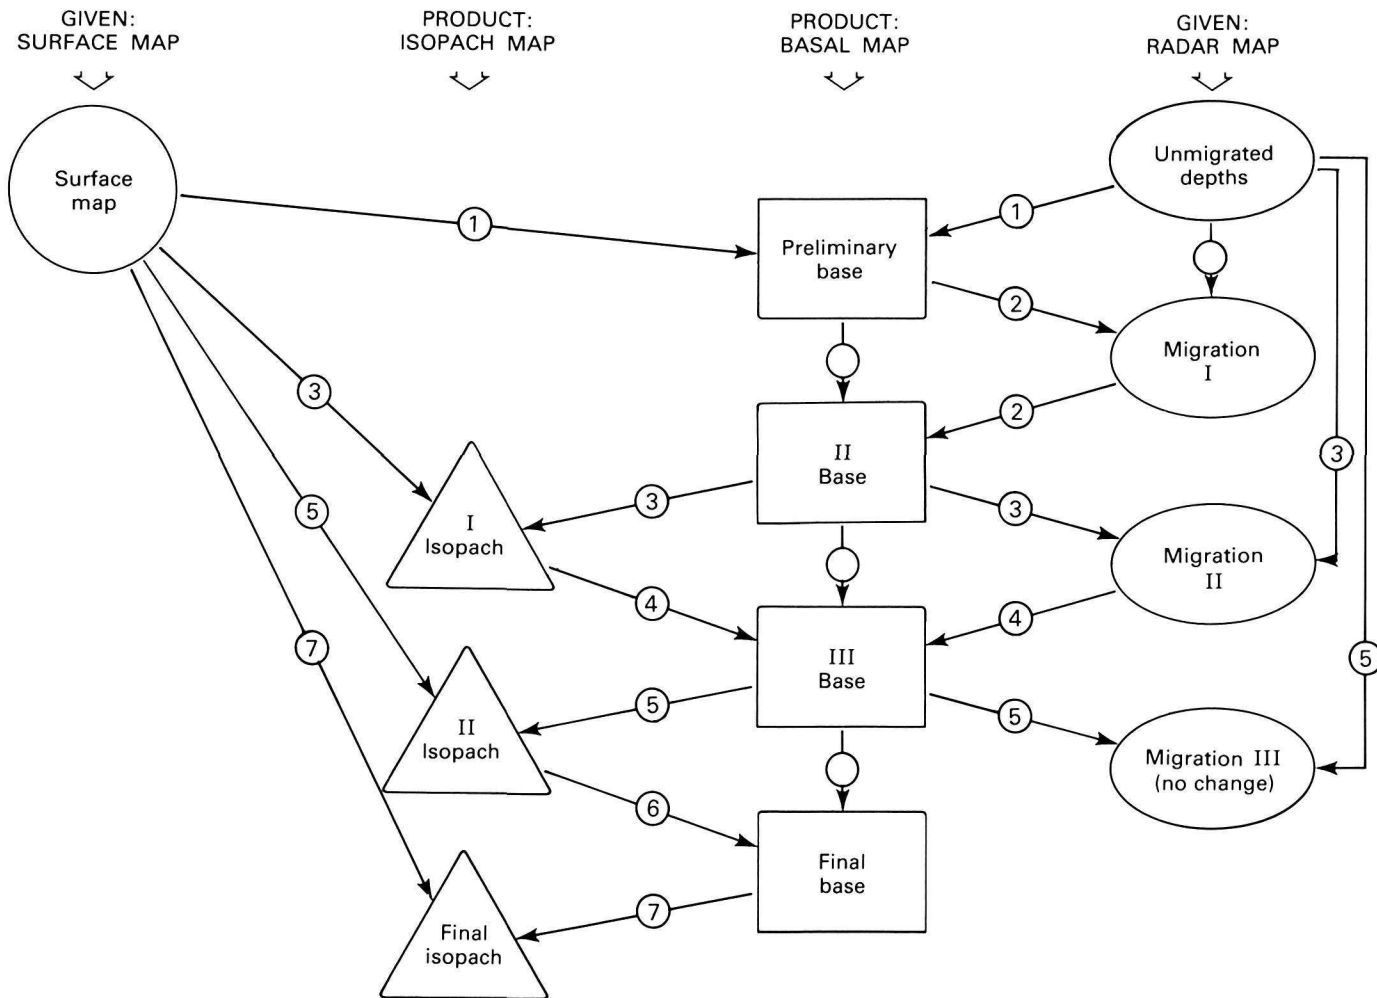 GIVEN:
SURFACE MAP
PRODUCT:
ISOPACH MAP
PRODUCT:
BASAL MAP
GIVEN:
RADAR MAP
Surface
map
Unmigrated
depths
1
1
Preliminary
base
2
Migration
I
2
3
II
Base
3
I
Isopach
3
3
5
Migration
II
4
4
7
III
Base
5
5
5
II
Isopach
Migration III
(no change)
6
Final
base
7
Final
isopach